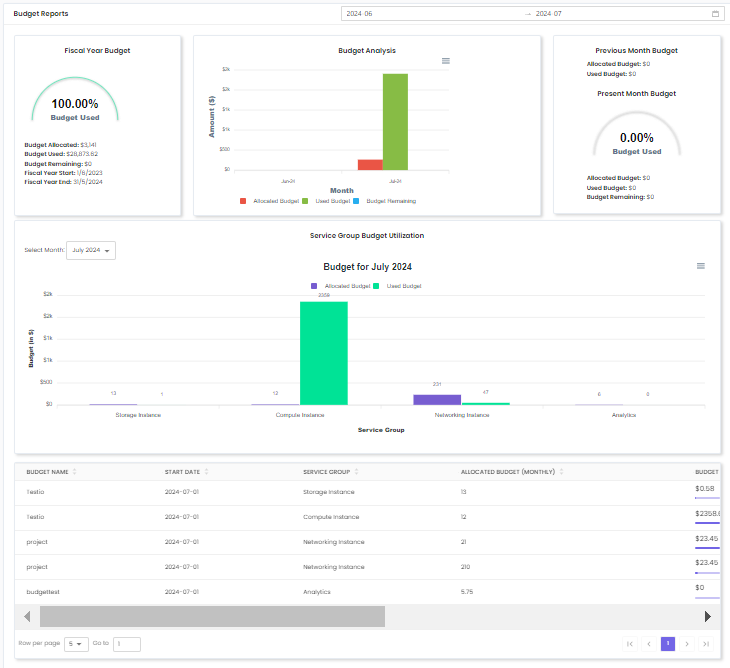 Budget Reports
2024-06 → 2024-07
Fiscal Year Budget
100.00%
Budget Used
Budget Allocated: $3,141
Budget Used: $28,873.62
Budget Remaining: $0
Fiscal Year Start: 1/6/2023
Fiscal Year End: 31/5/2024
Budget Analysis
$2k
$2k
$1k
$1k
$500
$0
Amount ($)
Jun-24 Jul-24
Month
Allocated Budget Used Budget Budget Remaining
Previous Month Budget
Allocated Budget: $0
Used Budget: $0
Present Month Budget
0.00%
Budget Used
Allocated Budget: $0
Used Budget: $0
Budget Remaining: $0
Service Group Budget Utilization
Select Month: July 2024
Budget for July 2024
Allocated Budget Used Budget
$2k
$2k
$1k
$1k
$500
$0
Budget (in $)
13 1 12 2359 231 47 6 0
Storage Instance Compute Instance Networking Instance Analytics
Service Group
BUDGET NAME START DATE SERVICE GROUP ALLOCATED BUDGET (MONTHLY) BUDGET
Testio 2024-07-01 Storage Instance 13 $0.58
Testio 2024-07-01 Compute Instance 12 $2358.
project 2024-07-01 Networking Instance 21 $23.45
project 2024-07-01 Networking Instance 210 $23.45
budgettest 2024-07-01 Analytics 5.75 $0
Row per page 5 Go to 1
1